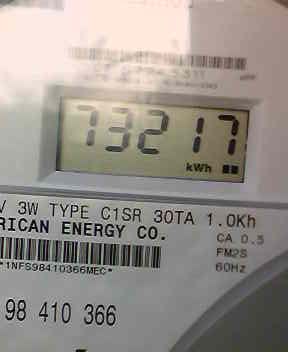 73217
kWh
V 3W TYPE C1SR 30TA 1.0Kh
RICAN ENERGY CO.
CA 0.5
FM2S
60Hz
*1NFS98410366MEC*
98 410 366